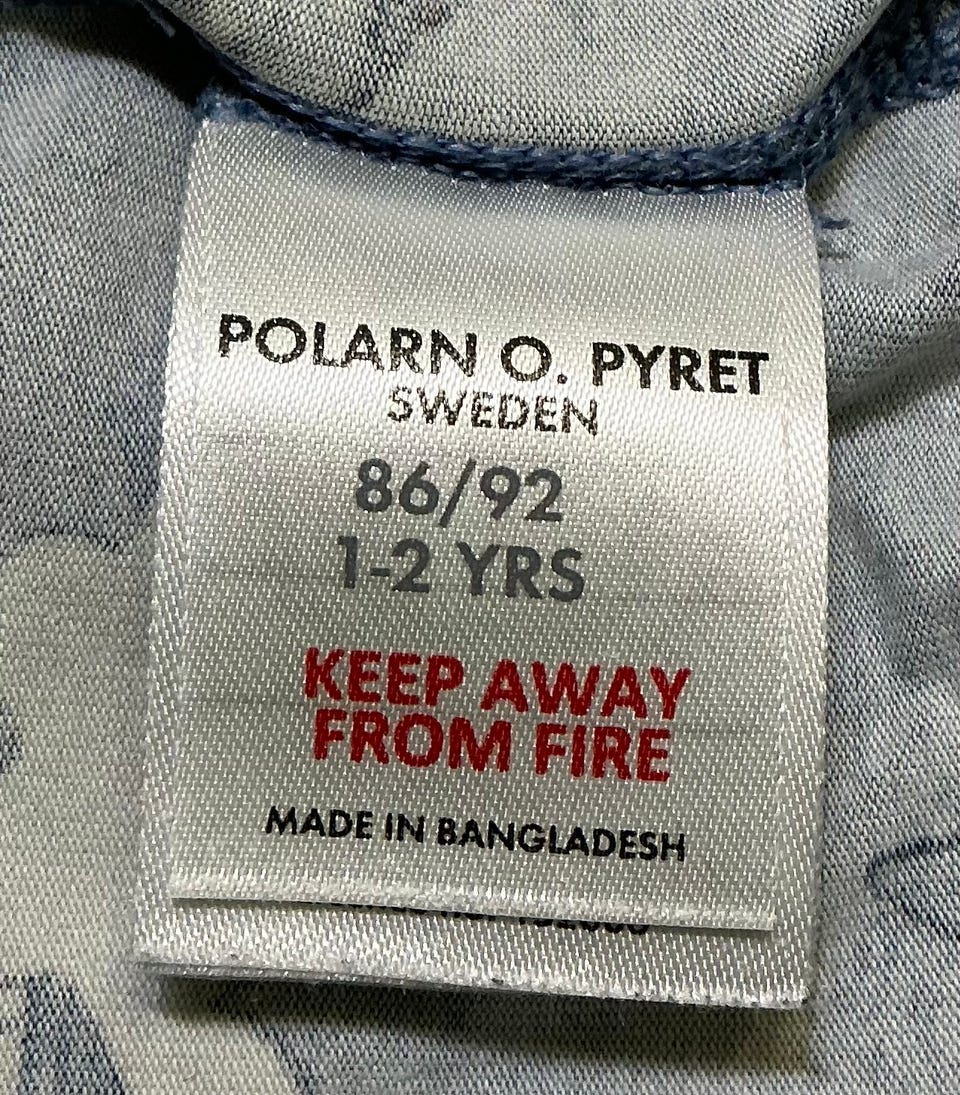 POLARN O. PYRET
SWEDEN
86/92
1-2 YRS
KEEP AWAY
FROM FIRE
MADE IN BANGLADESH